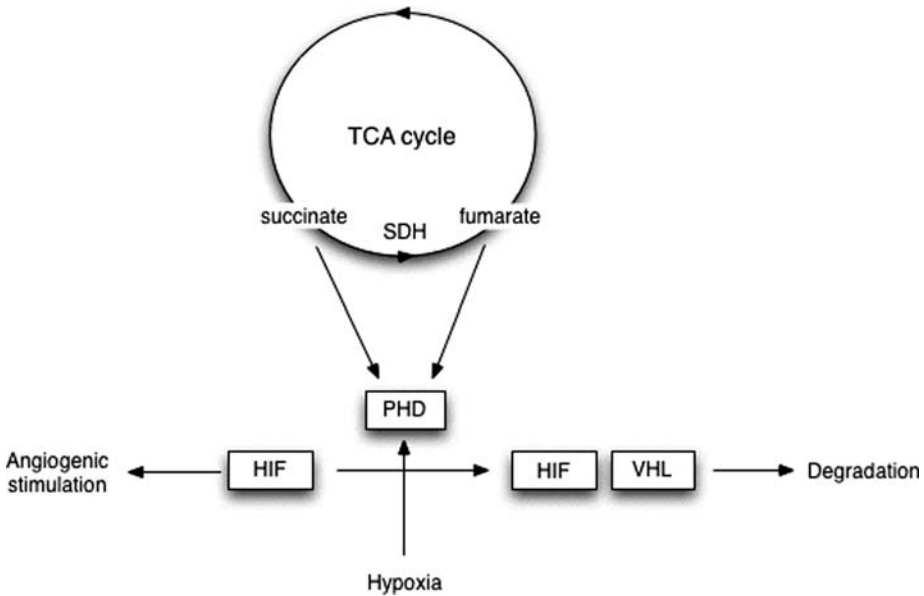 TCA cycle
succinate
SDH
fumarate
PHD
Angiogenic
stimulation
HIF
HIF
VHL
Degradation
Hypoxia